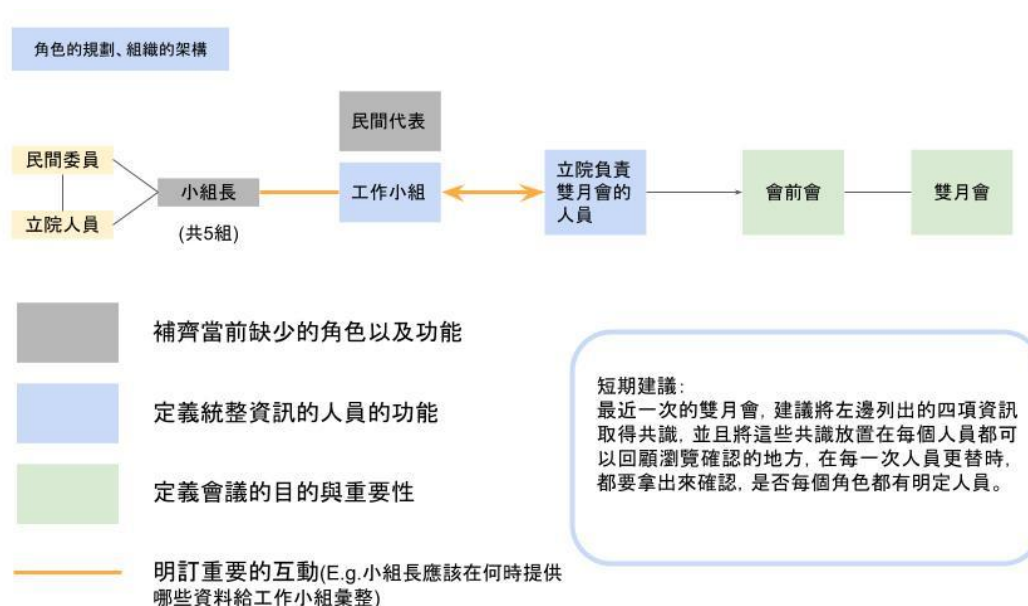 角色的規劃、組織的架構
民間代表
民間委員
立院人員
小組長
(共5組)
工作小組
立院負責
雙月會的
人員
會前會
雙月會
補齊當前缺少的角色以及功能
定義統整資訊的人員的功能
定義會議的目的與重要性
明訂重要的互動(E.g.小組長應該在何時提供
哪些資料給工作小組彙整)
短期建議:
最近一次的雙月會, 建議將左邊列出的四項資訊
取得共識, 並且將這些共識放置在每個人員都可
以回顧瀏覽確認的地方, 在每一次人員更替時,
都要拿出來確認, 是否每個角色都有明定人員。